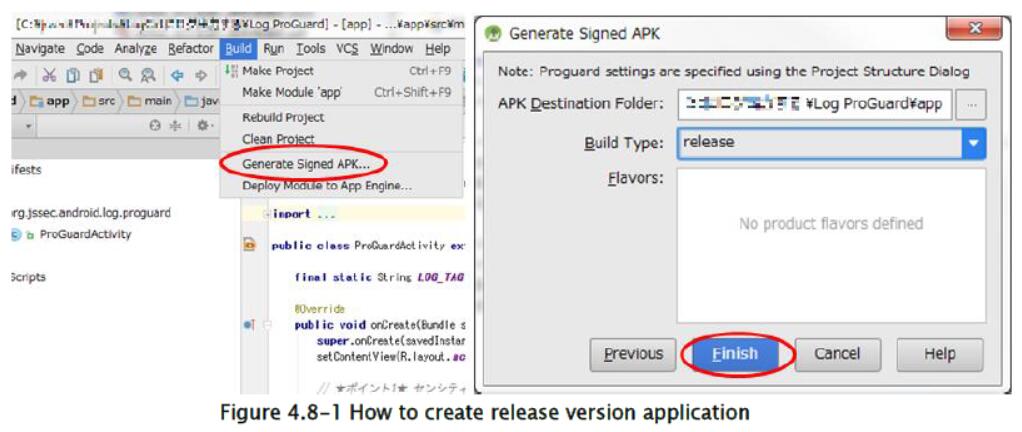 ¥Log ProGuard] - [app] - ...¥app¥src¥m
Navigate Code Analyze Refactor Build Run Tools VCS Window Help
Make Project Ctrl+F9
Make Module 'app' Ctrl+Shift+F9
Rebuild Project
Clean Project
Generate Signed APK...
Deploy Module to App Engine...
app src main jav
ifests
org.jssec.android.log.proguard
ProGuardActivity
Scripts
import ...
public class ProGuardActivity ex
final static String LOG_TAG
@Override
public void onCreate(Bundle s
super.onCreate(savedInstan
setContentView(R.layout.ac
// ★ポイント1★ センシティ
Generate Signed APK
Note: Proguard settings are specified using the Project Structure Dialog
APK Destination Folder: ¥Log ProGuard¥app ...
Build Type: release
Flavors:
No product flavors defined
Previous Finish Cancel Help
Figure 4.8-1 How to create release version application